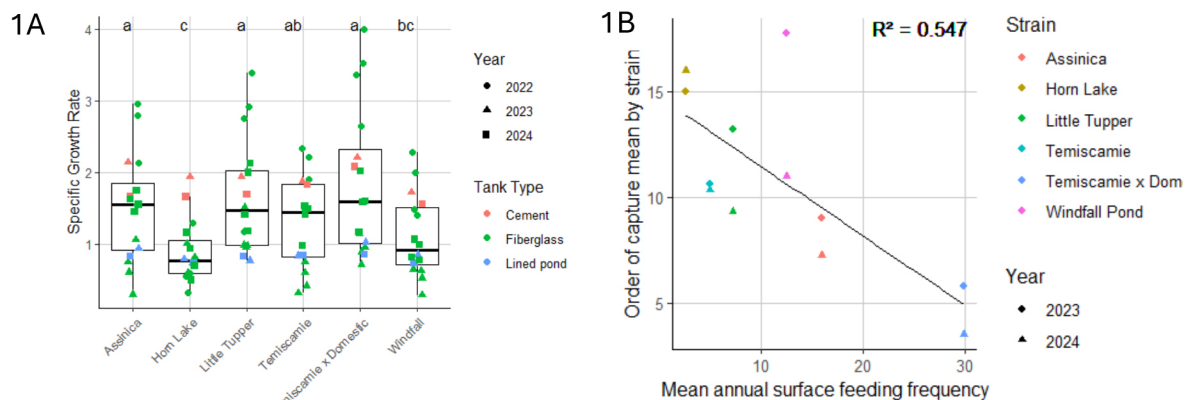 1A
a
c
a
ab
a
bc
4
3
2
1
Specific Growth Rate
Assinica
Horn Lake
Little Tupper
Temiscamie
miscamie x Domestic
Windfall
Year
2022
2023
2024
Tank Type
Cement
Fiberglass
Lined pond
1B
R² = 0.547
15
10
5
Order of capture mean by strain
10
20
30
Mean annual surface feeding frequency
Strain
Assinica
Horn Lake
Little Tupper
Temiscamie
Temiscamie x Dom
Windfall Pond
Year
2023
2024